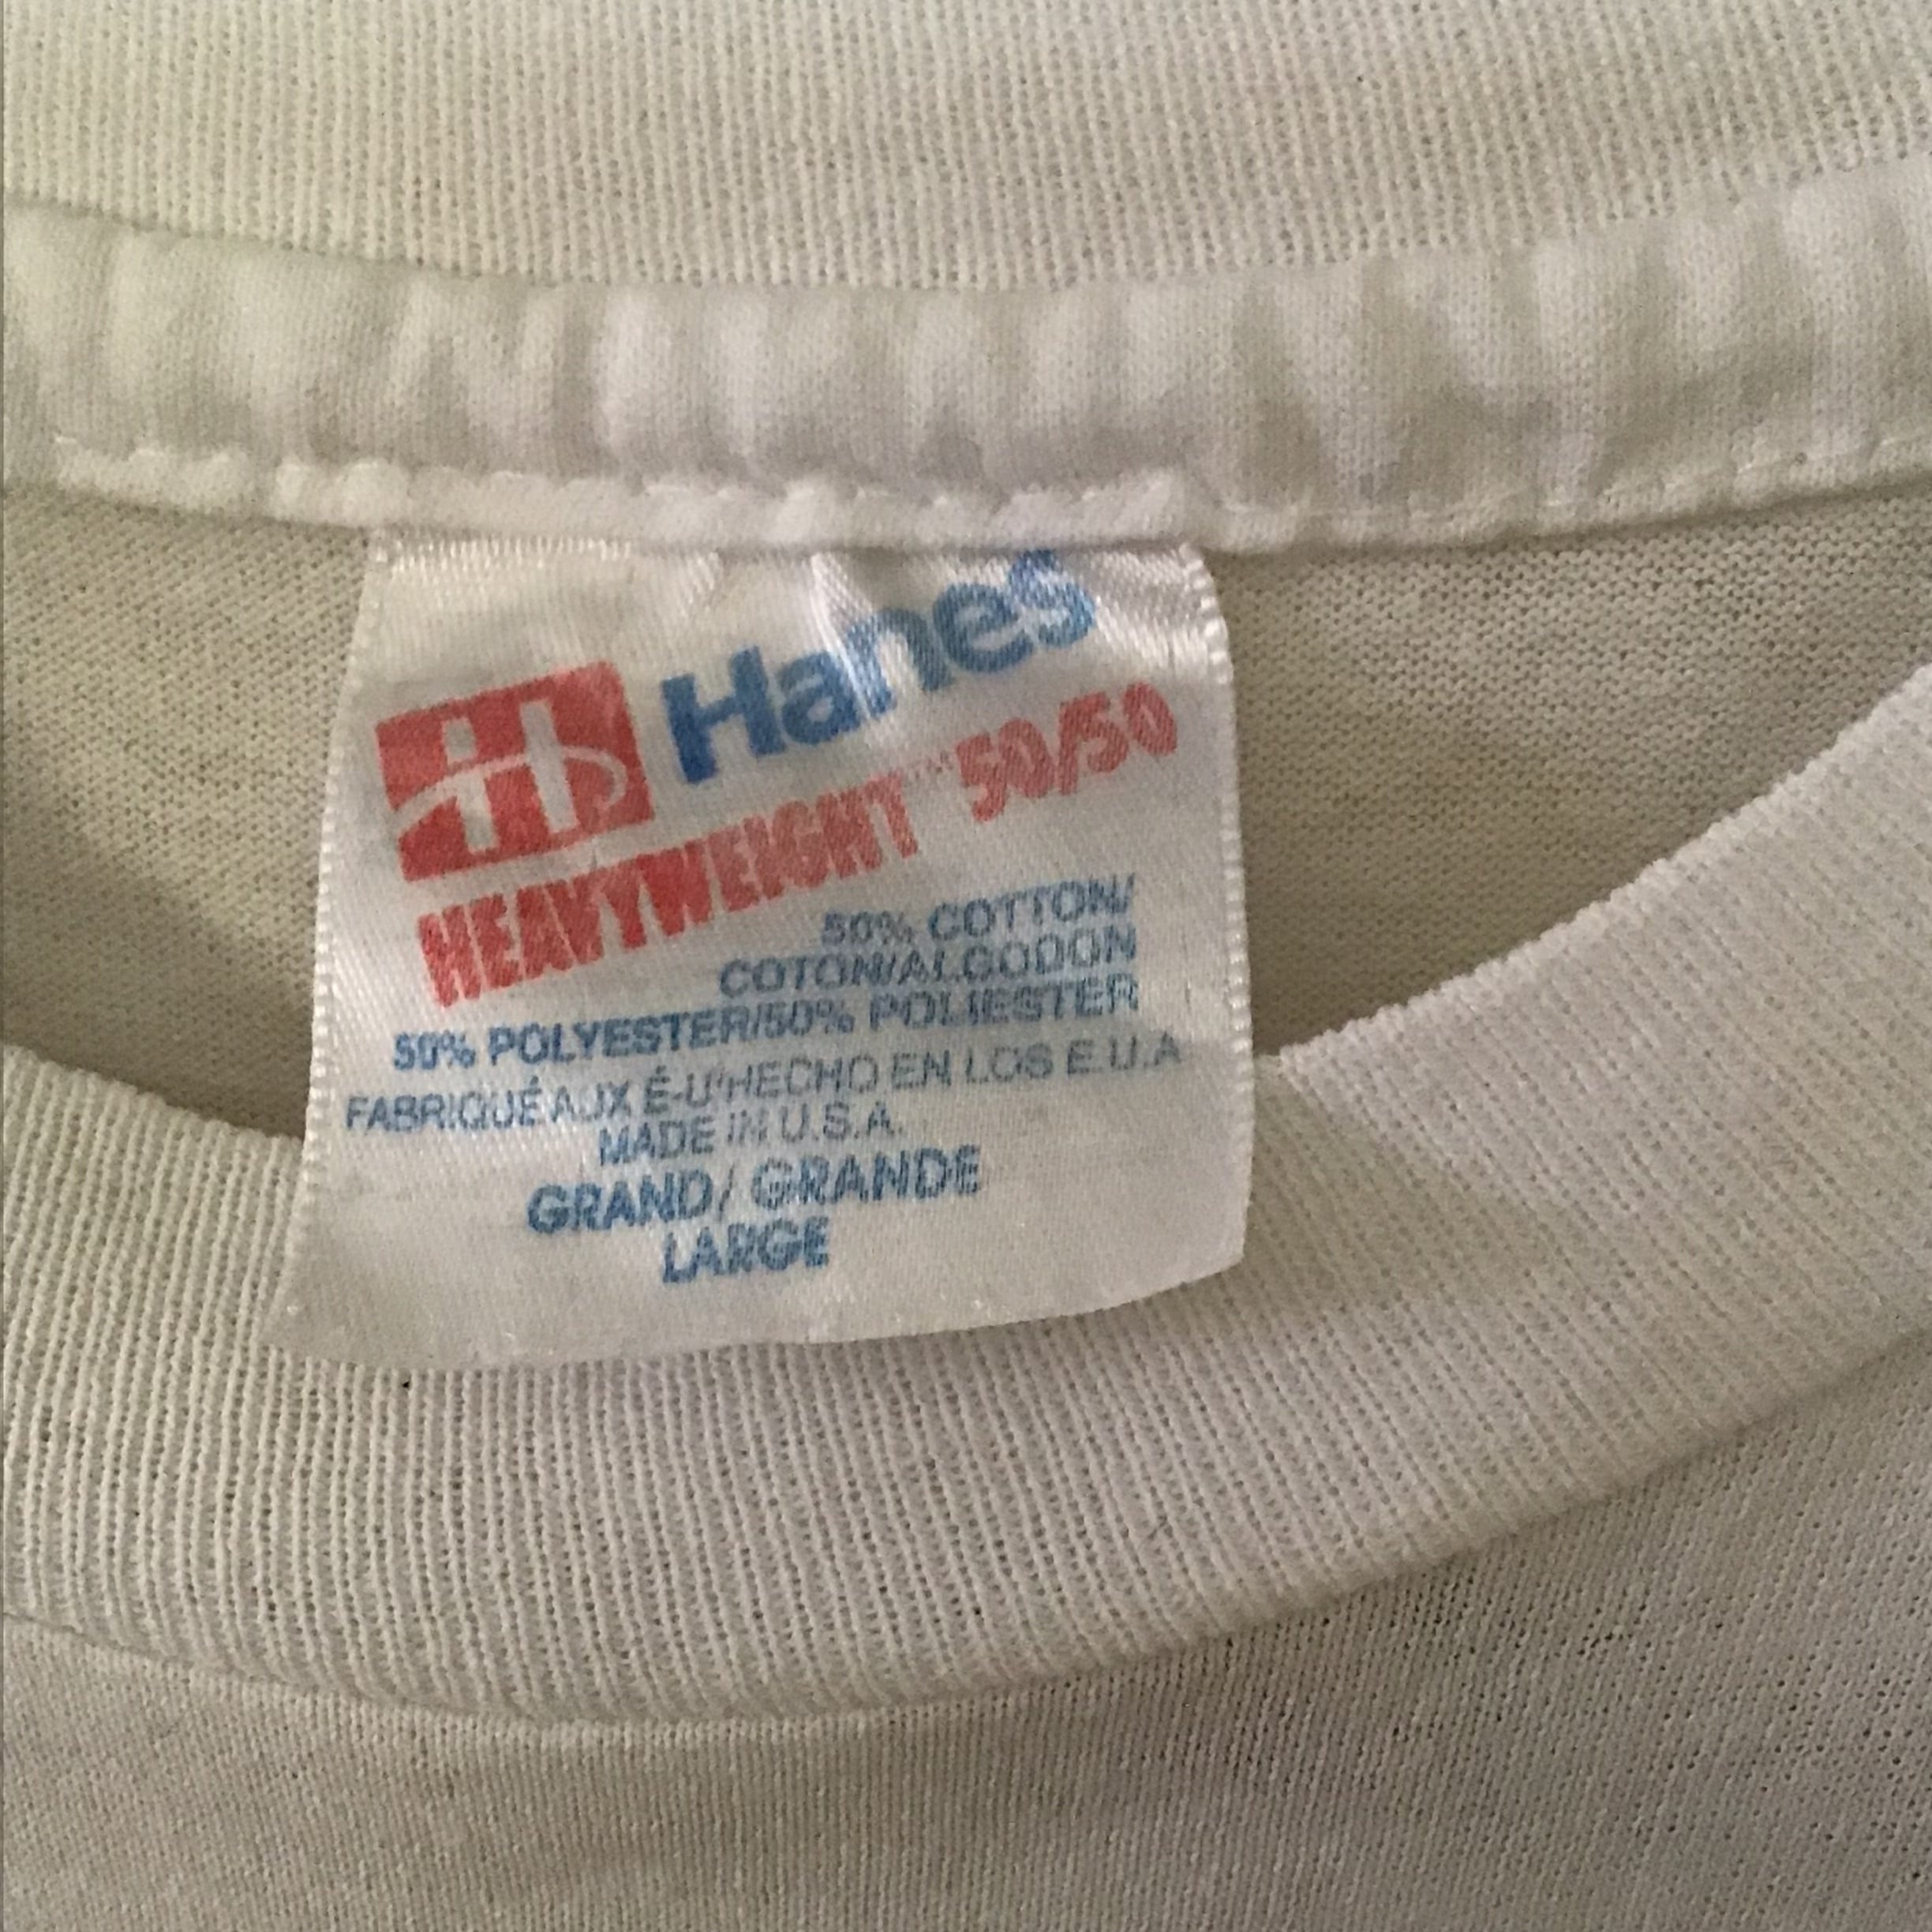 Hanes
HEAVYWEIGHT™ 50/50
50% COTTON/
COTON/ALGODON
50% POLYESTER/50% POLIESTER
FABRIQUÉ AUX É-U/HECHO EN LOS E.U.A
MADE IN U.S.A.
GRAND/ GRANDE
LARGE